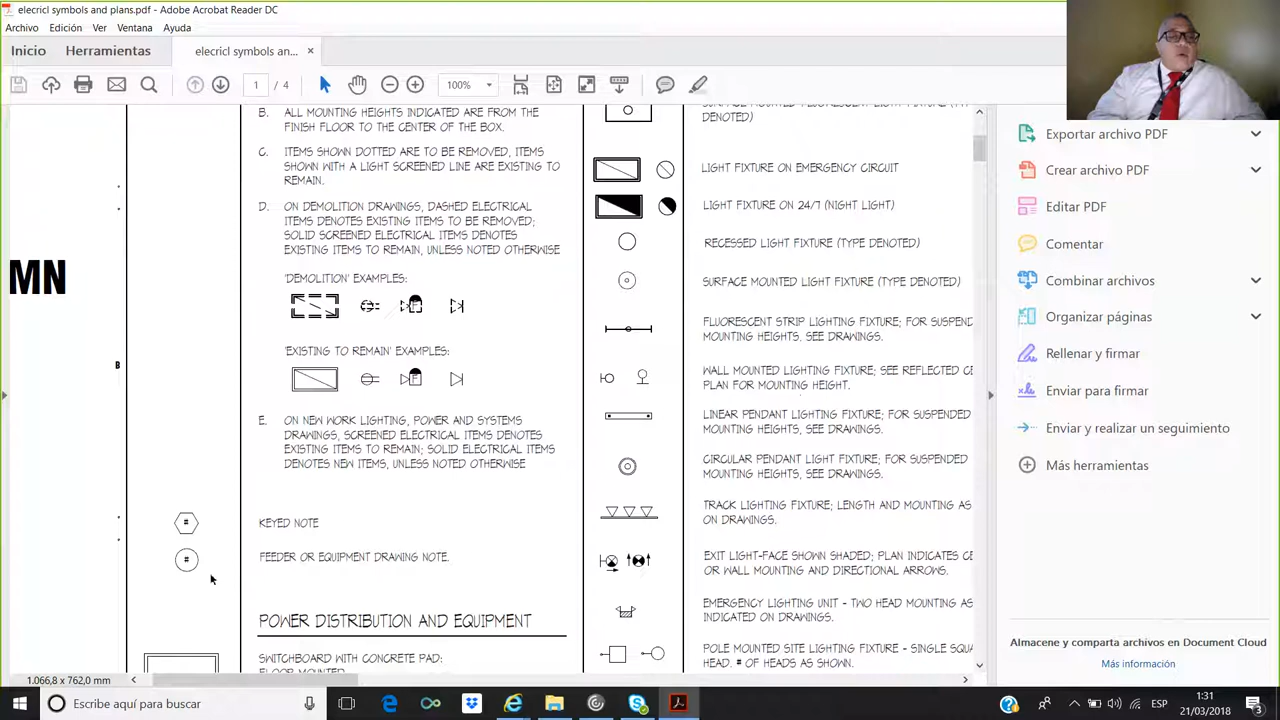 elecricl symbols and plans.pdf - Adobe Acrobat Reader DC
Archivo Edición Ver Ventana Ayuda
Inicio Herramientas elecricl symbols an... ×
1 / 4 100%
MN
B
B. ALL MOUNTING HEIGHTS INDICATED ARE FROM THE
FINISH FLOOR TO THE CENTER OF THE BOX.
C. ITEMS SHOWN DOTTED ARE TO BE REMOVED, ITEMS
SHOWN WITH A LIGHT SCREENED LINE ARE EXISTING TO
REMAIN.
D. ON DEMOLITION DRAWINGS, DASHED ELECTRICAL
ITEMS DENOTES EXISTING ITEMS TO BE REMOVED;
SOLID SCREENED ELECTRICAL ITEMS DENOTES
EXISTING ITEMS TO REMAIN, UNLESS NOTED OTHERWISE
'DEMOLITION' EXAMPLES:
F
'EXISTING TO REMAIN' EXAMPLES:
F
E. ON NEW WORK LIGHTING, POWER AND SYSTEMS
DRAWINGS, SCREENED ELECTRICAL ITEMS DENOTES
EXISTING ITEMS TO REMAIN; SOLID ELECTRICAL ITEMS
DENOTES NEW ITEMS, UNLESS NOTED OTHERWISE
# KEYED NOTE
# FEEDER OR EQUIPMENT DRAWING NOTE.
POWER DISTRIBUTION AND EQUIPMENT
SWITCHBOARD WITH CONCRETE PAD:
FLOOR MOUNTED
SURFACE MOUNTED FLUORESCENT LIGHT FIXTURE
DENOTED)
LIGHT FIXTURE ON EMERGENCY CIRCUIT
LIGHT FIXTURE ON 24/7 (NIGHT LIGHT)
RECESSED LIGHT FIXTURE (TYPE DENOTED)
SURFACE MOUNTED LIGHT FIXTURE (TYPE DENOTED)
FLUORESCENT STRIP LIGHTING FIXTURE; FOR SUSPEND
MOUNTING HEIGHTS, SEE DRAWINGS.
WALL MOUNTED LIGHTING FIXTURE; SEE REFLECTED CE
PLAN FOR MOUNTING HEIGHT.
LINEAR PENDANT LIGHTING FIXTURE; FOR SUSPENDED
MOUNTING HEIGHTS, SEE DRAWINGS.
CIRCULAR PENDANT LIGHT FIXTURE; FOR SUSPENDED
MOUNTING HEIGHTS, SEE DRAWINGS.
TRACK LIGHTING FIXTURE; LENGTH AND MOUNTING AS
ON DRAWINGS.
EXIT LIGHT-FACE SHOWN SHADED; PLAN INDICATES CE
OR WALL MOUNTING AND DIRECTIONAL ARROWS.
EMERGENCY LIGHTING UNIT - TWO HEAD MOUNTING AS
INDICATED ON DRAWINGS.
POLE MOUNTED SITE LIGHTING FIXTURE - SINGLE SQUA
HEAD. # OF HEADS AS SHOWN.
Exportar archivo PDF
Crear archivo PDF
Editar PDF
Comentar
Combinar archivos
Organizar páginas
Rellenar y firmar
Enviar para firmar
Enviar y realizar un seguimiento
Más herramientas
Almacene y comparta archivos en Document Cloud
Más información
1.066,8 x 762,0 mm
Escribe aquí para buscar
ESP
1:31
21/03/2018
3